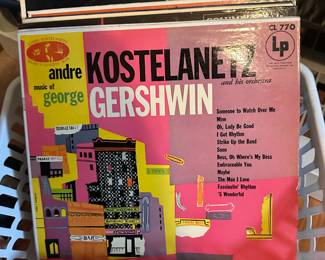 CL 770
Lp
andre KOSTELANETZ
and his orchestra
music of
george GERSHWIN
Someone to Watch Over Me
Mine
Oh, Lady Be Good
I Got Rhythm
Strike Up the Band
Soon
Bess, Oh Where's My Bess
Embraceable You
Maybe
The Man I Love
Fascinatin' Rhythm
'S Wonderful